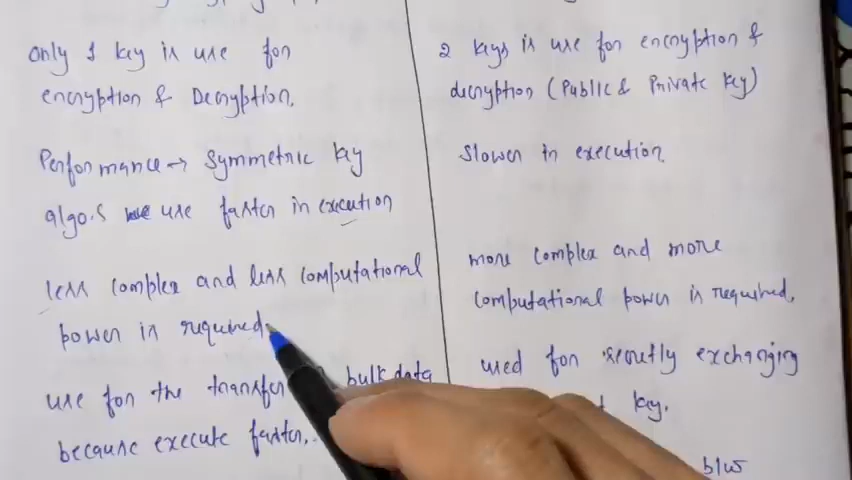 Only 1 key is use for
encryption & Decryption.
Performance → Symmetric key
algo.s use faster in execution
less complex and less computational
power is required
use for the transfer bulk data
because execute faster,.
2 keys is use for encryption &
decryption (Public & Private key)
Slower in execution
more complex and more
computational power is required.
used for secretly exchanging
key.
b/w